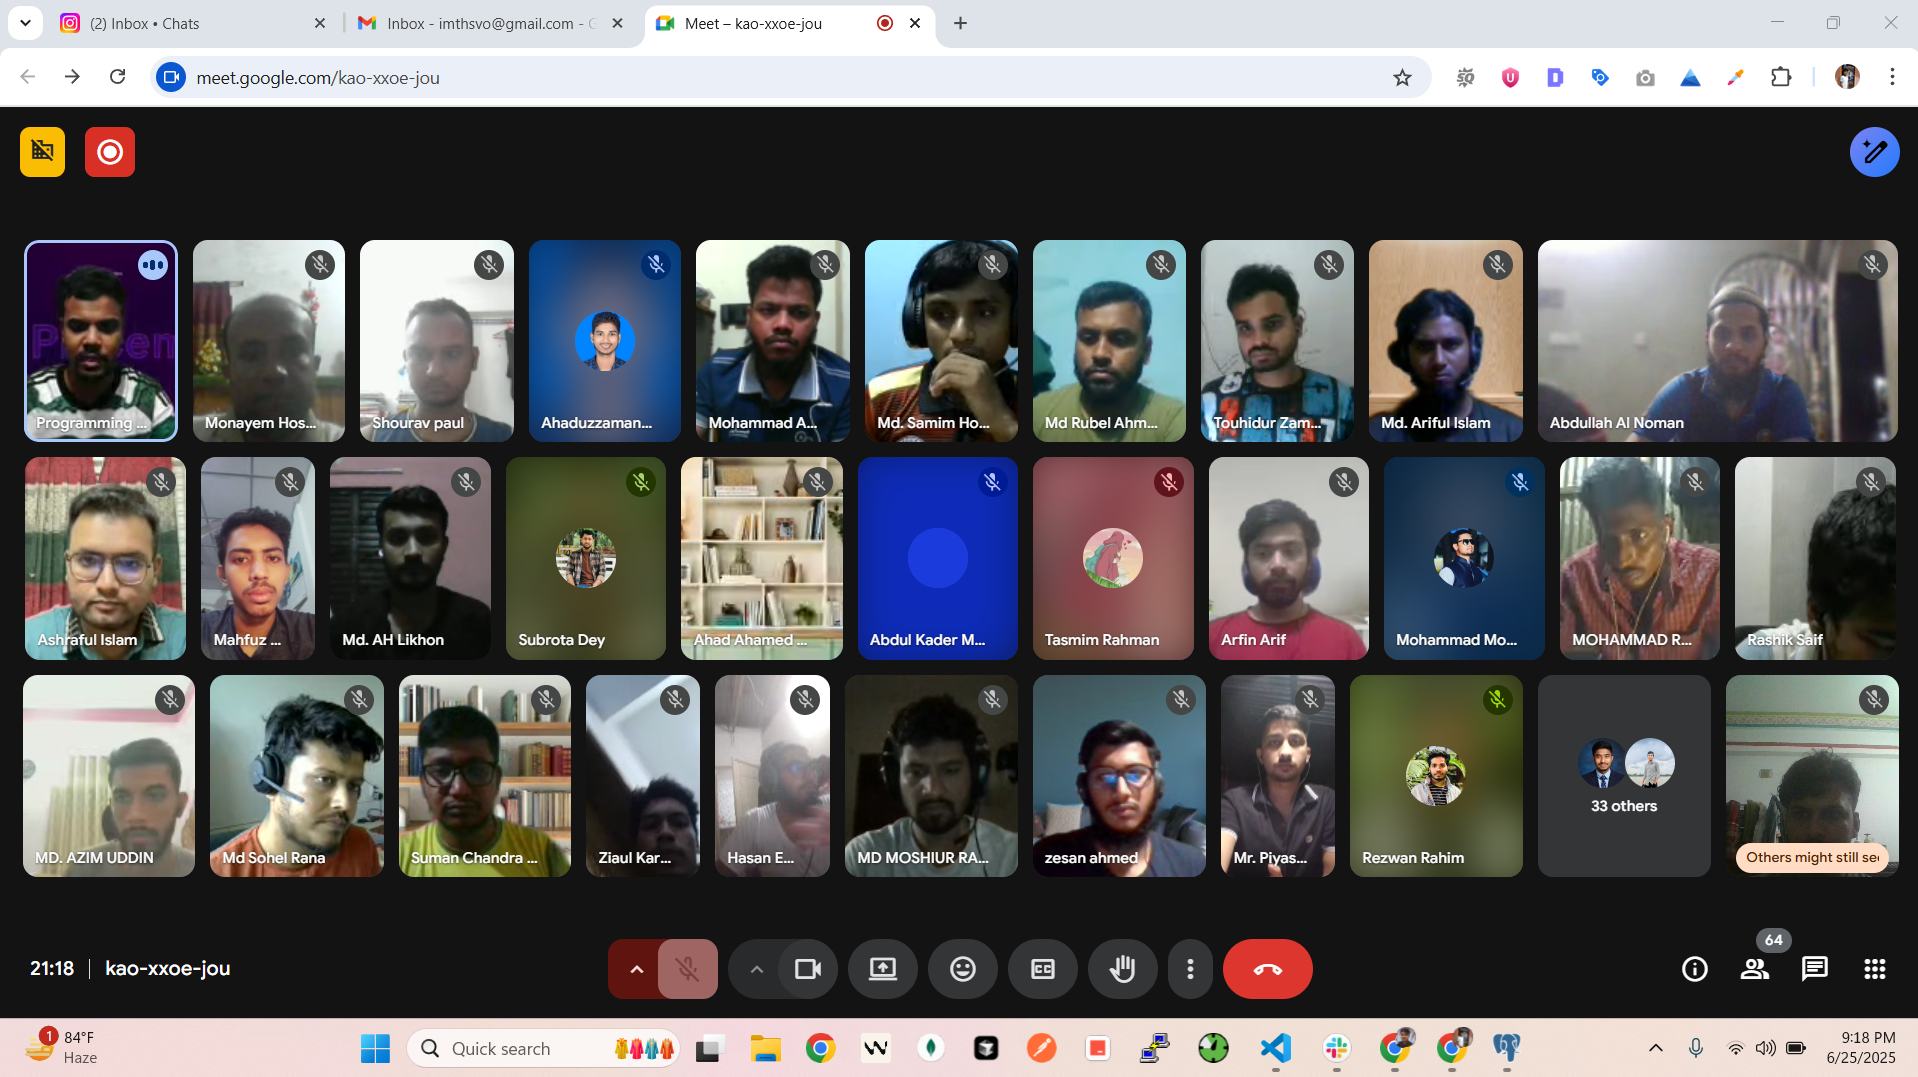 (2) Inbox • Chats
Inbox - imthsvo@gmail.com - G
Meet – kao-xxoe-jou
meet.google.com/kao-xxoe-jou
Programming ...
Monayem Hos...
Shourav paul
Ahaduzzaman...
Mohammad A...
Md. Samim Ho...
Md Rubel Ahm...
Touhidur Zam...
Md. Ariful Islam
Abdullah Al Noman
Ashraful Islam
Mahfuz ...
Md. AH Likhon
Subrota Dey
Ahad Ahamed ...
Abdul Kader M...
Tasmim Rahman
Arfin Arif
Mohammad Mo...
MOHAMMAD R...
Rashik Saif
MD. AZIM UDDIN
Md Sohel Rana
Suman Chandra ...
Ziaul Kar...
Hasan E...
MD MOSHIUR RA...
zesan ahmed
Mr. Piyas...
Rezwan Rahim
33 others
Others might still see
21:18
kao-xxoe-jou
CC
64
1
84°F
Haze
Quick search
9:18 PM
6/25/2025